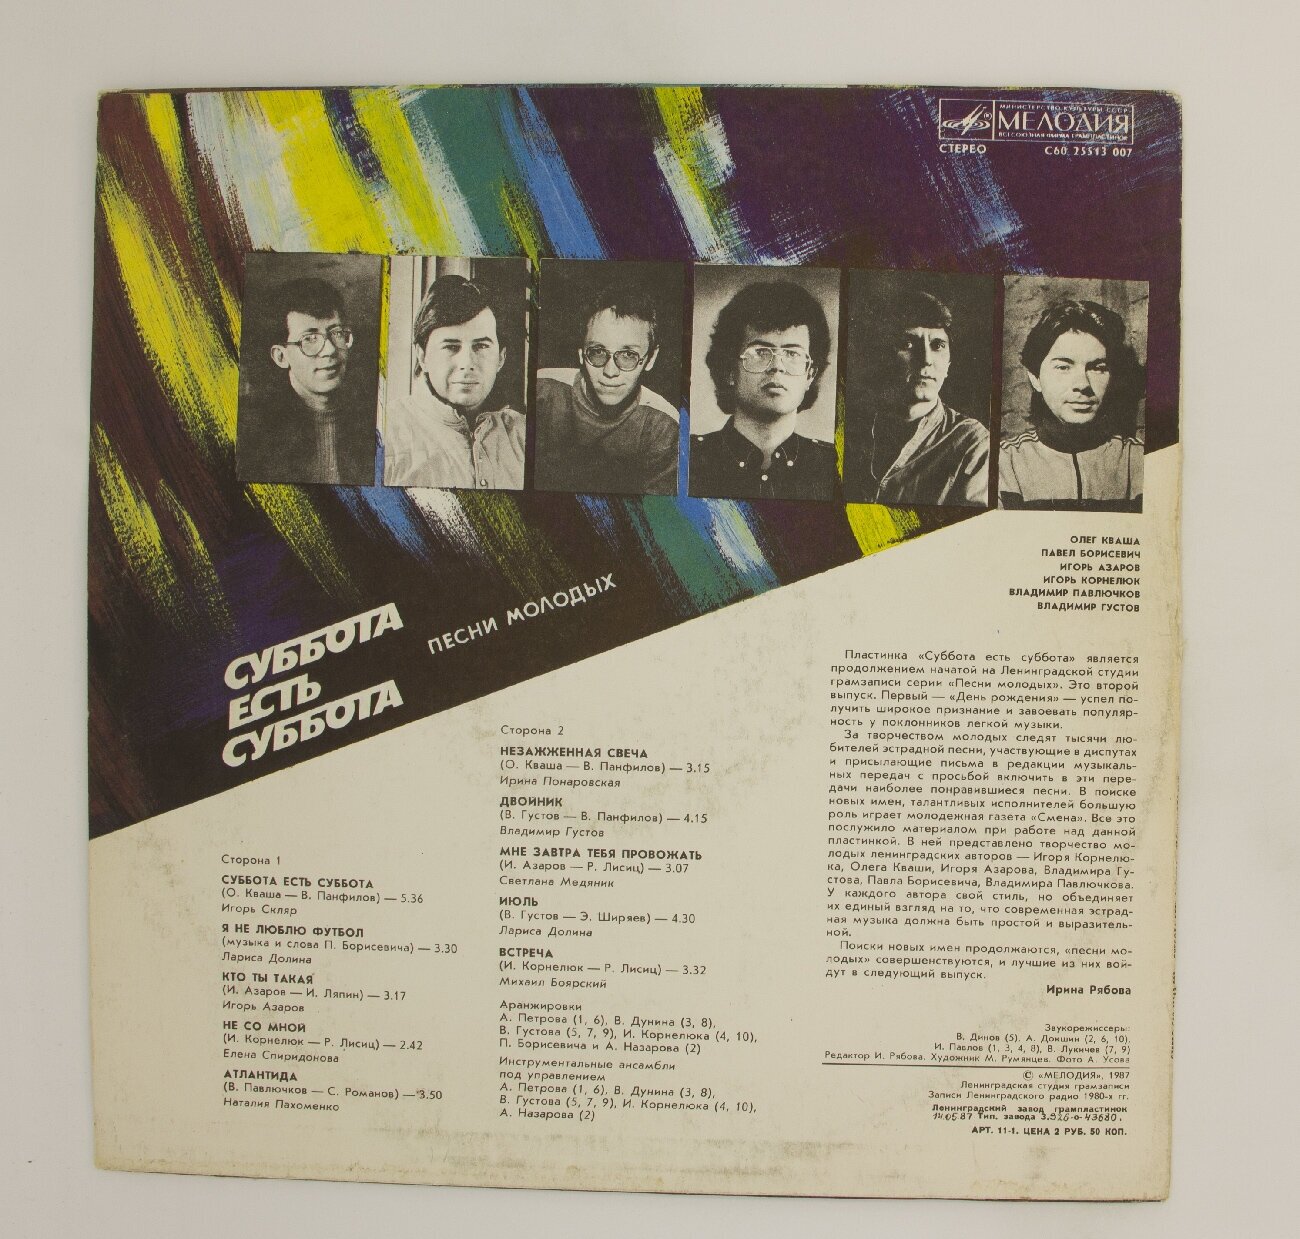 МИНИСТЕРСТВО КУЛЬТУРЫ СССР
МЕЛОДИЯ
ВСЕСОЮЗНАЯ ФИРМА ГРАМПЛАСТИНОК
СТЕРЕО
С60 25513 007
ОЛЕГ КВАША
ПАВЕЛ БОРИСЕВИЧ
ИГОРЬ АЗАРОВ
ИГОРЬ КОРНЕЛЮК
ВЛАДИМИР ПАВЛЮЧКОВ
ВЛАДИМИР ГУСТОВ
СУББОТА
ЕСТЬ
СУББОТА
ПЕСНИ МОЛОДЫХ
Сторона 1
СУББОТА ЕСТЬ СУББОТА
(О. Кваша — В. Панфилов) — 5.36
Игорь Скляр
Я НЕ ЛЮБЛЮ ФУТБОЛ
(музыка и слова П. Борисевича) — 3.30
Лариса Долина
КТО ТЫ ТАКАЯ
(И. Азаров — И. Ляпин) — 3.17
Игорь Азаров
НЕ СО МНОЙ
(И. Корнелюк — Р. Лисиц) — 2.42
Елена Спиридонова
АТЛАНТИДА
(В. Павлючков — С. Романов) — 3.50
Наталия Пахоменко
Сторона 2
НЕЗАЖЖЕННАЯ СВЕЧА
(О. Кваша — В. Панфилов) — 3.15
Ирина Понаровская
ДВОЙНИК
(В. Густов — В. Панфилов) — 4.15
Владимир Густов
МНЕ ЗАВТРА ТЕБЯ ПРОВОЖАТЬ
(И. Азаров — Р. Лисиц) — 3.07
Светлана Медяник
ИЮЛЬ
(В. Густов — Э. Ширяев) — 4.30
Лариса Долина
ВСТРЕЧА
(И. Корнелюк — Р. Лисиц) — 3.32
Михаил Боярский
Аранжировки
А. Петрова (1, 6), В. Дунина (3, 8),
В. Густова (5, 7, 9), И. Корнелюка (4, 10),
П. Борисевича и А. Назарова (2)
Инструментальные ансамбли
под управлением
А. Петрова (1, 6), В. Дунина (3, 8),
В. Густова (5, 7, 9), И. Корнелюка (4, 10),
А. Назарова (2)
Пластинка «Суббота есть суббота» является
продолжением начатой на Ленинградской студии
грамзаписи серии «Песни молодых». Это второй
выпуск. Первый — «День рождения» — успел по-
лучить широкое признание и завоевать популяр-
ность у поклонников легкой музыки.
За творчеством молодых следят тысячи лю-
бителей эстрадной песни, участвующие в диспутах
и присылающие письма в редакции музыкаль-
ных передач с просьбой включить в эти пере-
дачи наиболее понравившиеся песни. В поиске
новых имен, талантливых исполнителей большую
роль играет молодежная газета «Смена». Все это
послужило материалом при работе над данной
пластинкой. В ней представлено творчество мо-
лодых ленинградских авторов — Игоря Корнелю-
ка, Олега Кваши, Игоря Азарова, Владимира Гу-
стова, Павла Борисевича, Владимира Павлючкова.
У каждого автора свой стиль, но объединяет
их единый взгляд на то, что современная эстрад-
ная музыка должна быть простой и выразитель-
ной.
Поиски новых имен продолжаются, «песни мо-
лодых» совершенствуются, и лучшие из них вой-
дут в следующий выпуск.
Ирина Рябова
Звукорежиссеры:
В. Динов (5), А. Докшин (2, 6, 10),
И. Павлов (1, 3, 4, 8), В. Лукичев (7, 9)
Редактор И. Рябова. Художник М. Румянцев. Фото А. Усова
© «МЕЛОДИЯ», 1987
Ленинградская студия грамзаписи
Записи Ленинградского радио 1980-х гг.
Ленинградский завод грампластинок
14.05.87 Тип. завода 3.926-0-43680.
АРТ. 11-1. ЦЕНА 2 РУБ. 50 КОП.